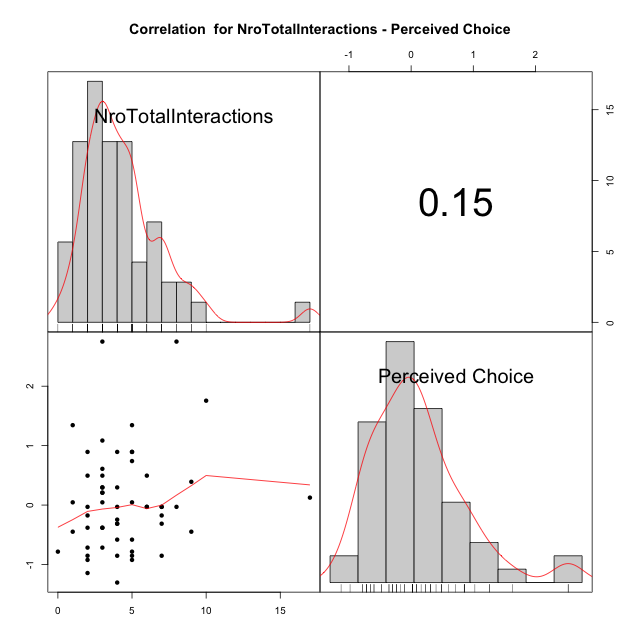 Correlation  for NroTotalInteractions - Perceived Choice
-1 0 1 2
NroTotalInteractions
0.15
15
10
5
0
Perceived Choice
2
1
0
-1
0 5 10 15